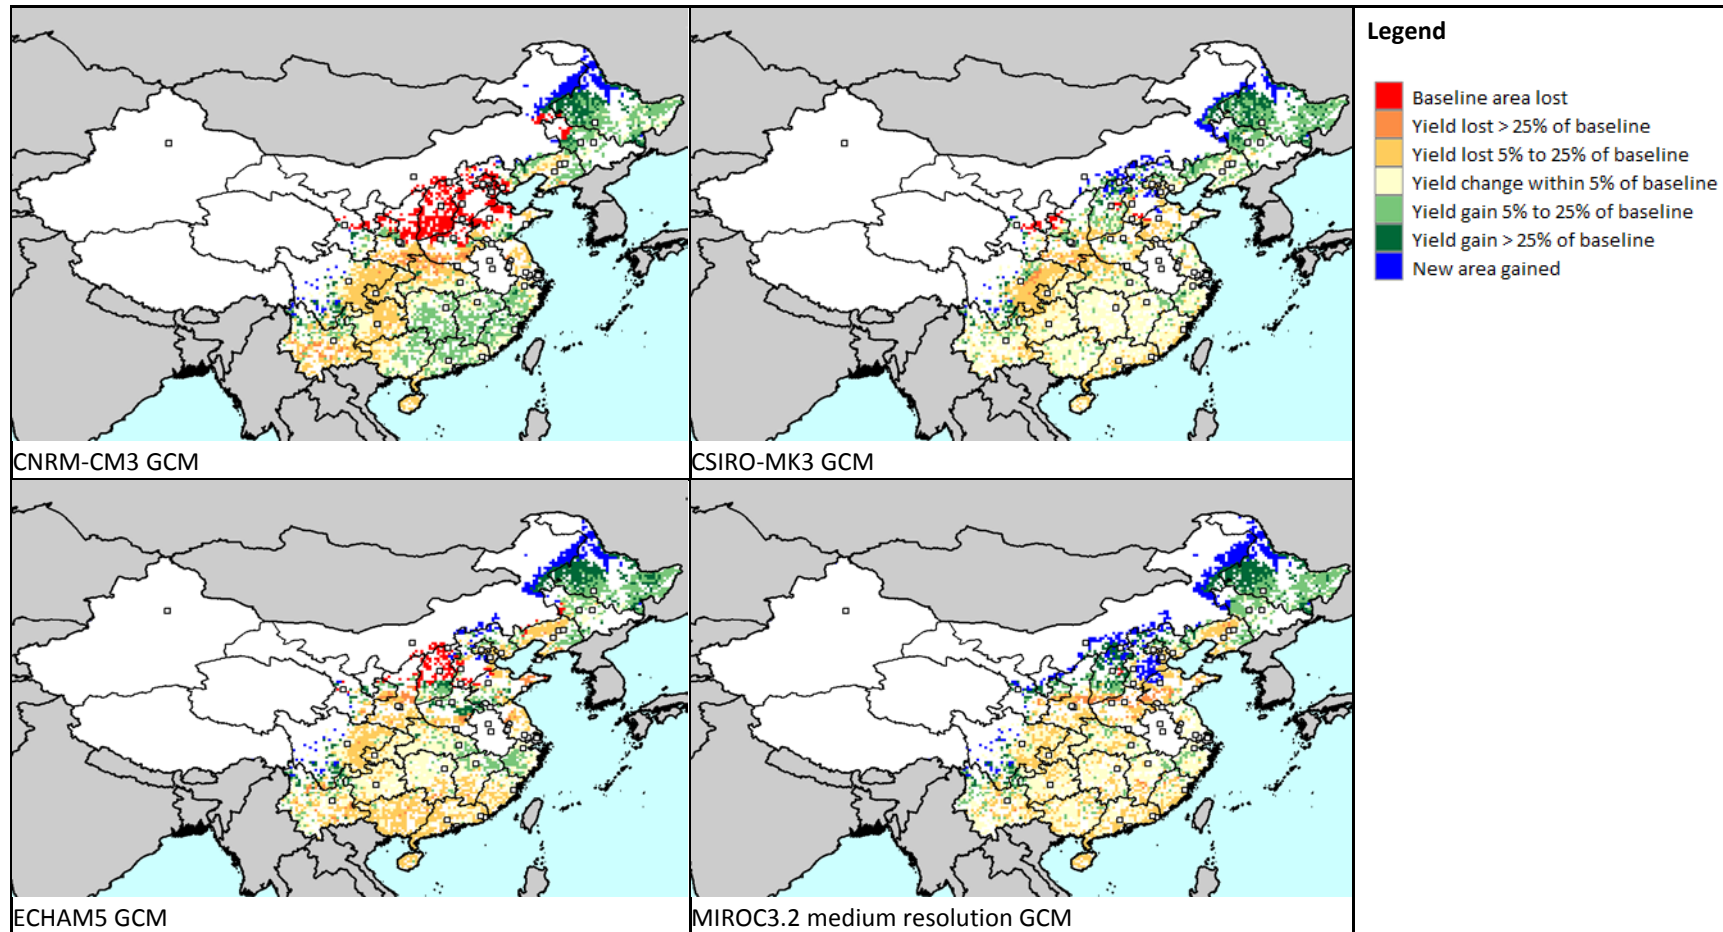 Legend
Baseline area lost
Yield lost > 25% of baseline
Yield lost 5% to 25% of baseline
Yield change within 5% of baseline
Yield gain 5% to 25% of baseline
Yield gain > 25% of baseline
New area gained
CNRM-CM3 GCM
CSIRO-MK3 GCM
ECHAM5 GCM
MIROC3.2 medium resolution GCM